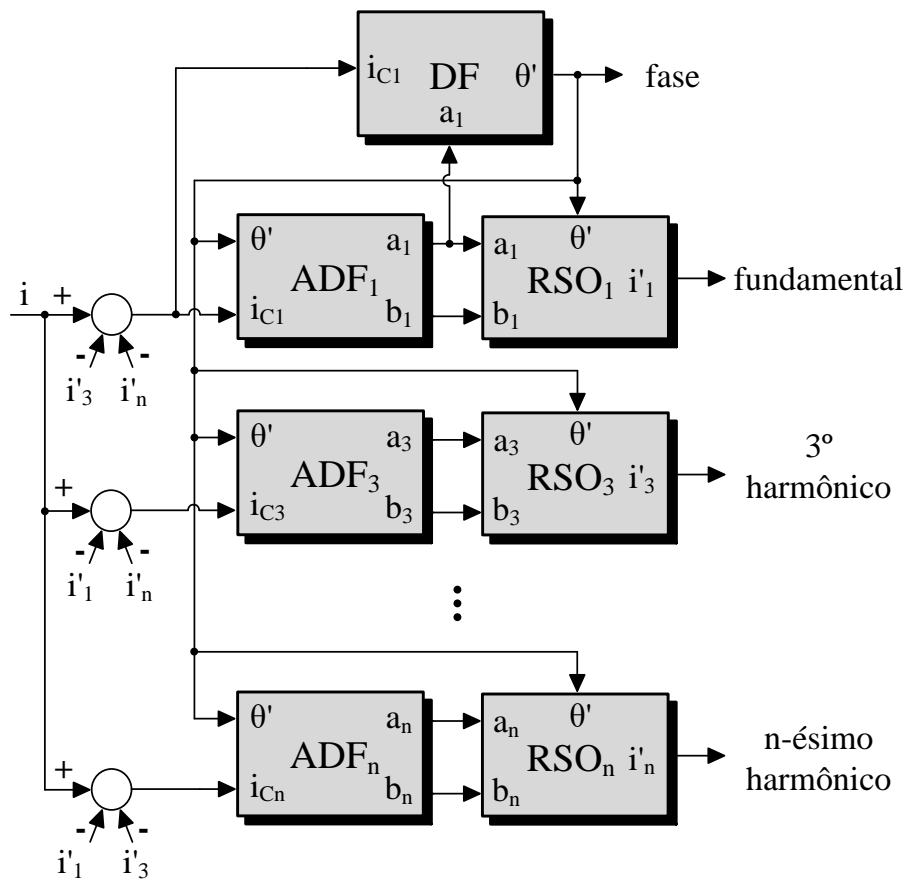 i_C1 DF θ' fase
a_1
θ' a_1 a_1 θ'
ADF_1 RSO_1 i'_1 fundamental
i + i_C1 b_1 b_1
- -
i'_3 i'_n
θ' a_3 a_3 θ' 3º
ADF_3 RSO_3 i'_3 harmônico
+ i_C3 b_3 b_3
- -
i'_1 i'_n
θ' a_n a_n θ' n-ésimo
ADF_n RSO_n i'_n harmônico
+ i_Cn b_n b_n
- -
i'_1 i'_3